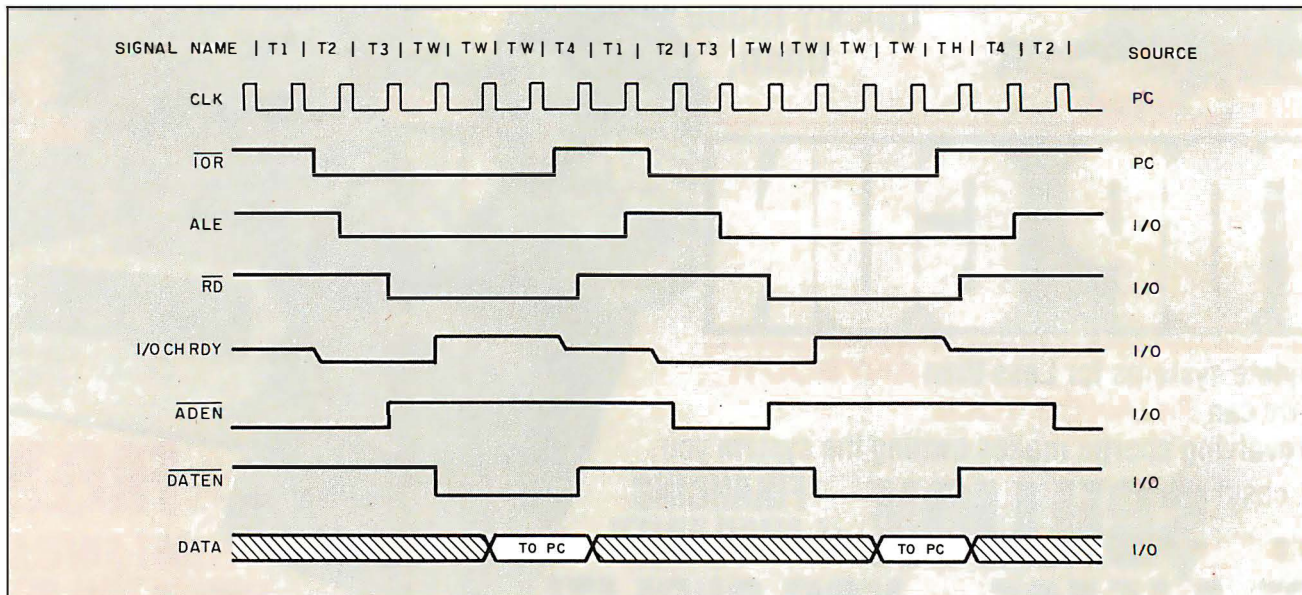 SIGNAL NAME | T1 | T2 | T3 | TW | TW | TW | T4 | T1 | T2 | T3 | TW | TW | TW | TW | TH | T4 | T2 | SOURCE
CLK PC
IOR PC
ALE I/O
RD I/O
I/O CH RDY I/O
ADEN I/O
DATEN I/O
DATA TO PC TO PC I/O